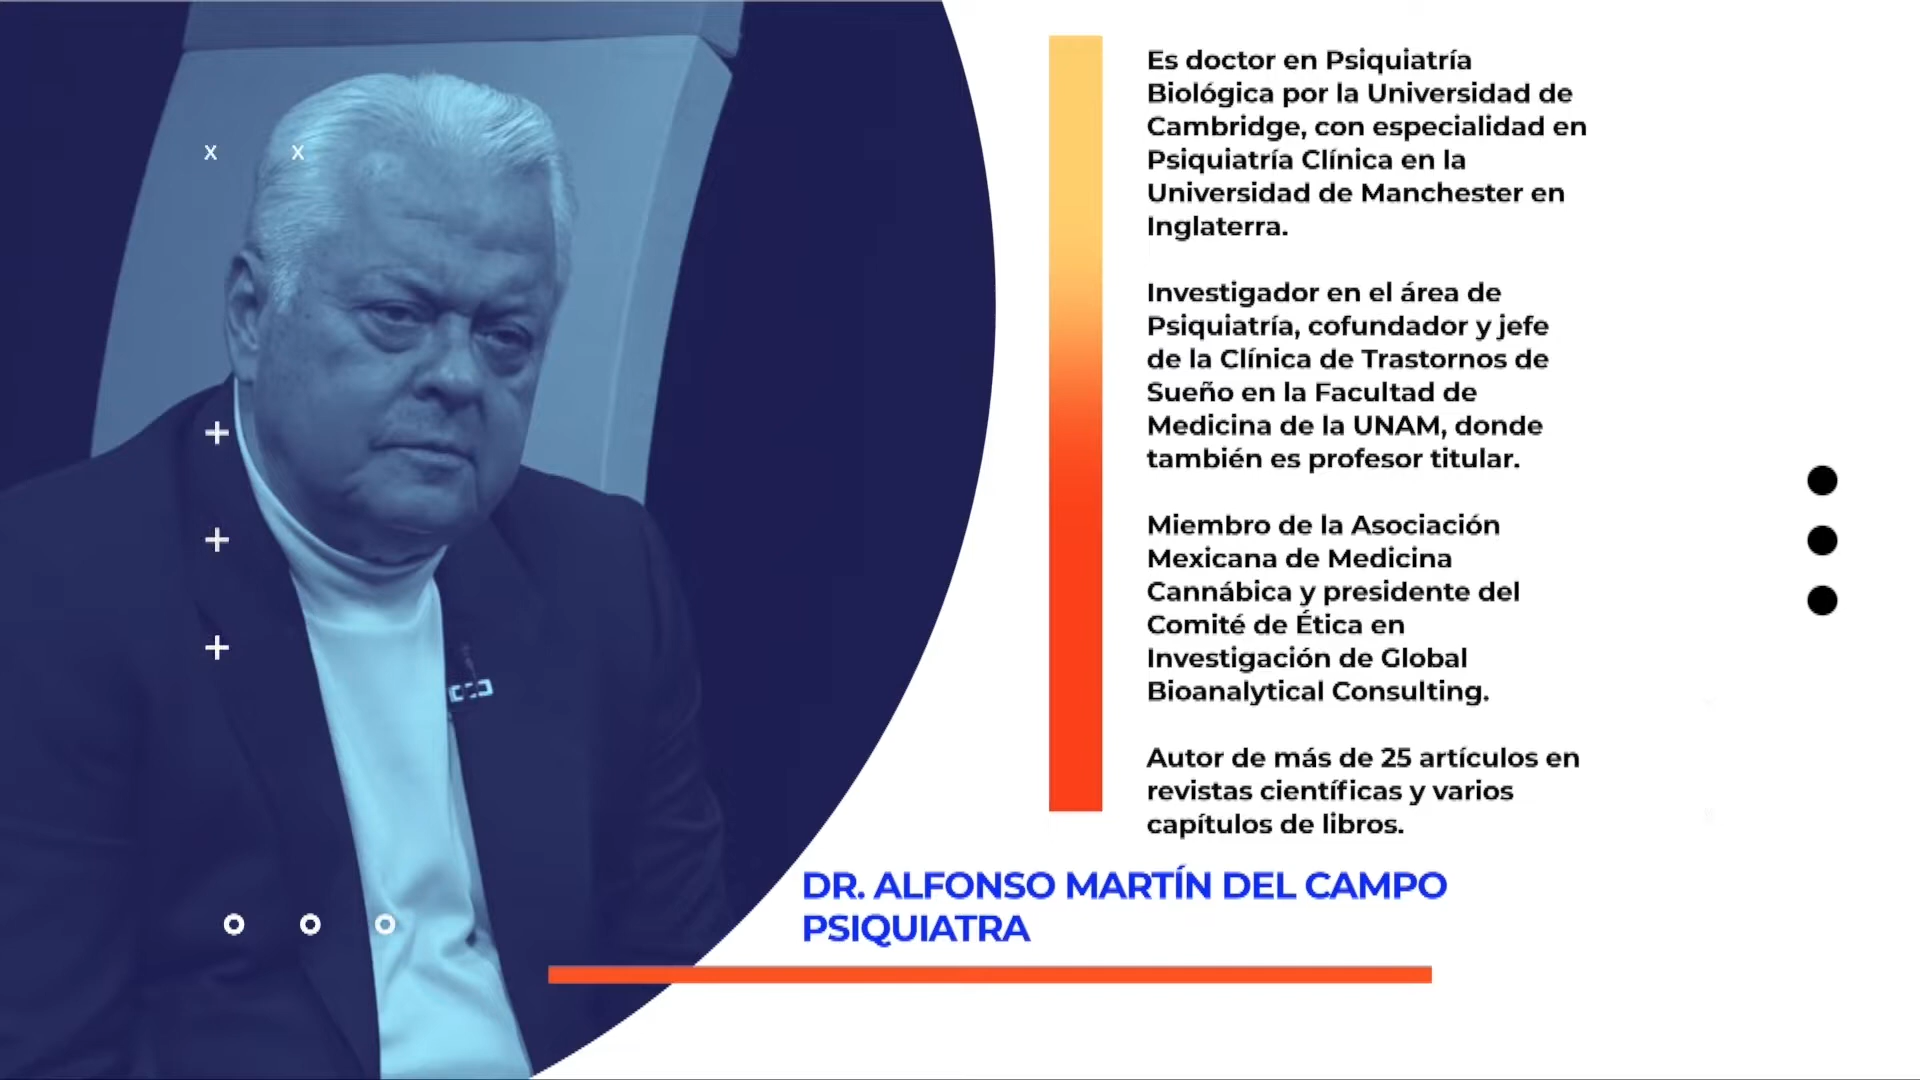 Es doctor en Psiquiatría
Biológica por la Universidad de
Cambridge, con especialidad en
Psiquiatría Clínica en la
Universidad de Manchester en
Inglaterra.
Investigador en el área de
Psiquiatría, cofundador y jefe
de la Clínica de Trastornos de
Sueño en la Facultad de
Medicina de la UNAM, donde
también es profesor titular.
Miembro de la Asociación
Mexicana de Medicina
Cannábica y presidente del
Comité de Ética en
Investigación de Global
Bioanalytical Consulting.
Autor de más de 25 artículos en
revistas científicas y varios
capítulos de libros.
DR. ALFONSO MARTÍN DEL CAMPO
PSIQUIATRA